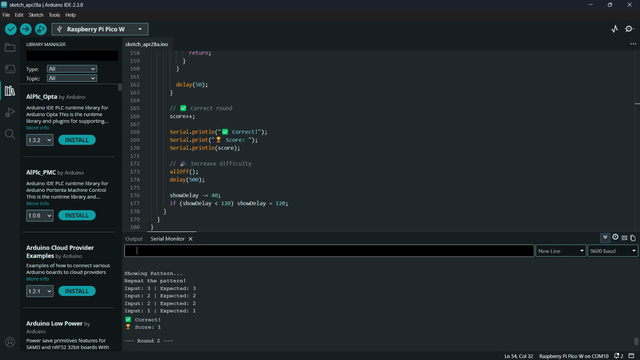 sketch_apr28a | Arduino IDE 2.3.8
File Edit Sketch Tools Help
Raspberry Pi Pico W
LIBRARY MANAGER
Type: All
Topic: All
AlPlc_Opta by Arduino
Arduino IDE PLC runtime library for
Arduino Opta This is the runtime
library and plugins for supporting...
More info
1.3.2 INSTALL
AlPlc_PMC by Arduino
Arduino IDE PLC runtime library for
Arduino Portenta Machine Control
This is the runtime library and...
More info
1.0.6 INSTALL
Arduino Cloud Provider
Examples by Arduino
Examples of how to connect various
Arduino boards to cloud providers
More info
1.2.1 INSTALL
Arduino Low Power by
Arduino
Power save primitives features for
SAMD and nRF52 32bit boards With
sketch_apr28a.ino
158 return;
159 }
160 }
161
162 delay(50);
163 }
164
165 // ✅ Correct round
166 score++;
167
168 Serial.println("✅ Correct!");
169 Serial.print("🏆 Score: ");
170 Serial.println(score);
171
172 // 🎉 Increase difficulty
173 allOff();
174 delay(500);
175
176 showDelay -= 40;
177 if (showDelay < 120) showDelay = 120;
178 }
179 }
180 }
Output Serial Monitor
New Line 9600 baud
Showing Pattern...
Repeat the pattern!
Input: 3 | Expected: 3
Input: 2 | Expected: 2
Input: 2 | Expected: 2
Input: 1 | Expected: 1
✅ Correct!
🏆 Score: 1
--- Round 2 ---
Ln 54, Col 32 Raspberry Pi Pico W on COM10 2